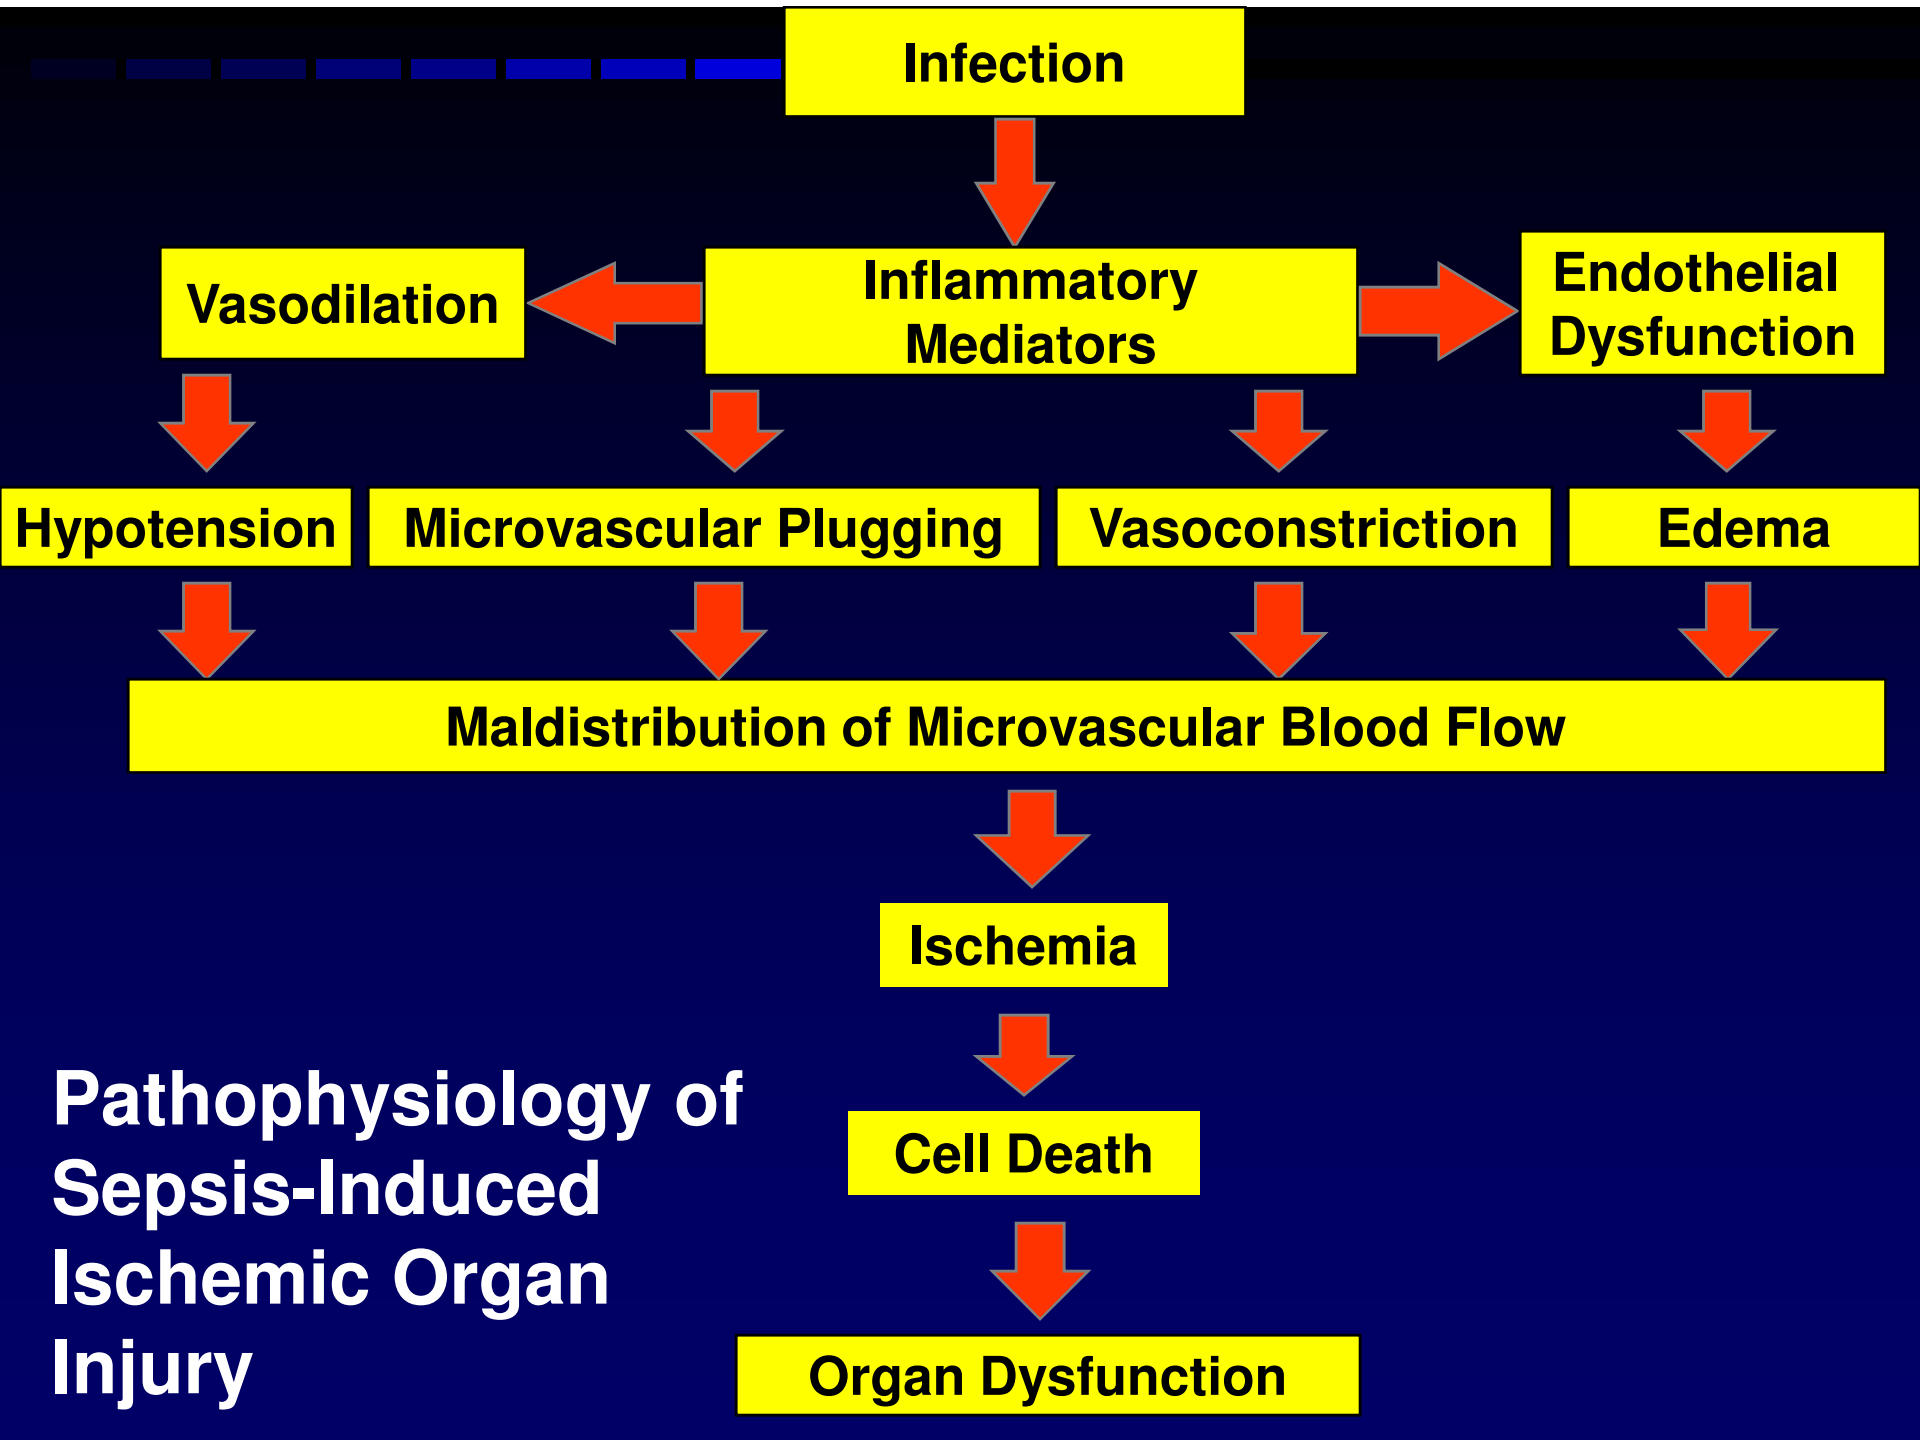 Infection
Vasodilation
Inflammatory
Mediators
Endothelial
Dysfunction
Hypotension
Microvascular Plugging
Vasoconstriction
Edema
Maldistribution of Microvascular Blood Flow
Ischemia
Cell Death
Organ Dysfunction
Pathophysiology of
Sepsis-Induced
Ischemic Organ
Injury